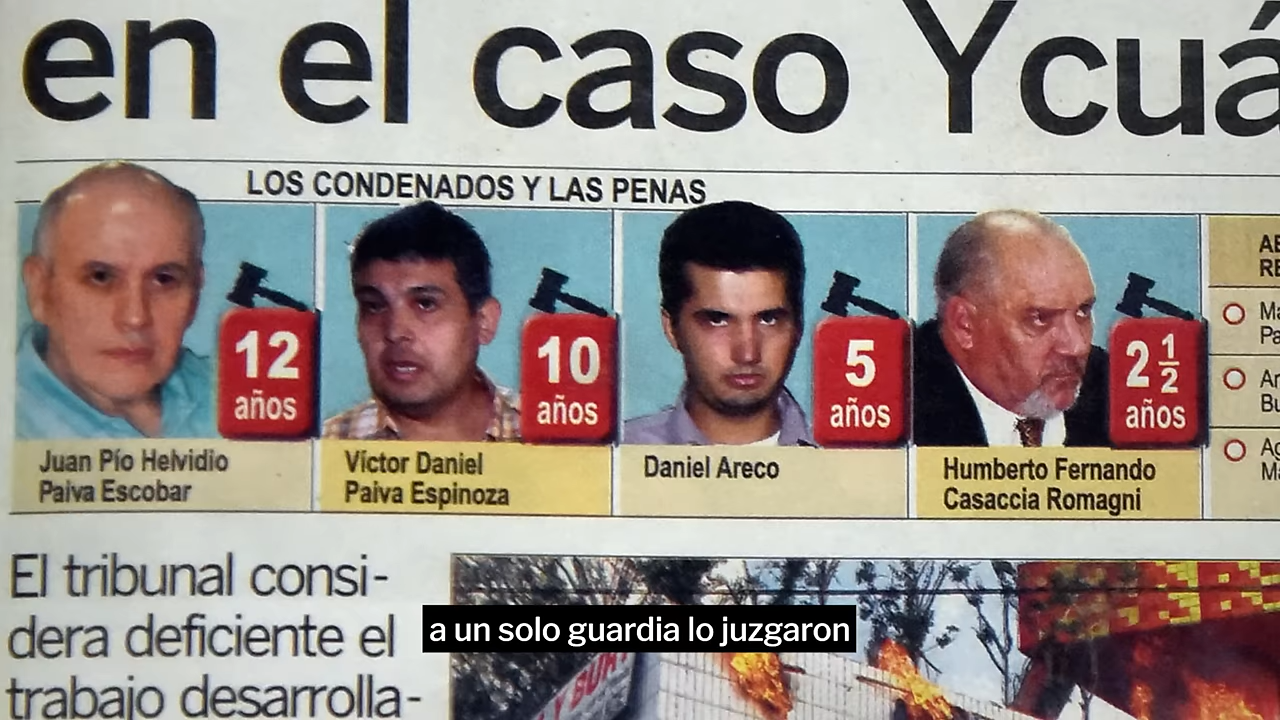 en el caso Ycuá
LOS CONDENADOS Y LAS PENAS
12
años
10
años
5
años
2 1/2
años
Juan Pío Helvidio
Paiva Escobar
Víctor Daniel
Paiva Espinoza
Daniel Areco
Humberto Fernando
Casaccia Romagni
El tribunal consi-
dera deficiente el
trabajo desarrolla-
a un solo guardia lo juzgaron